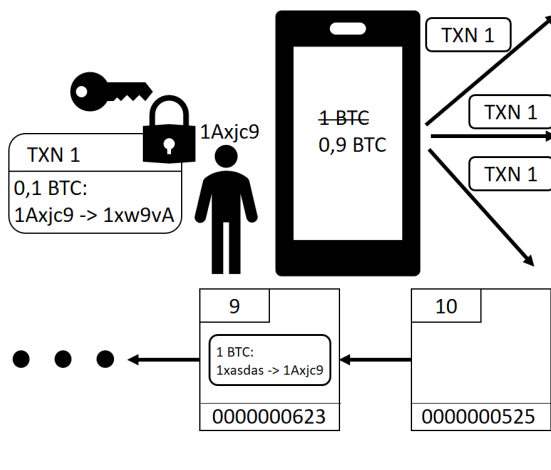 TXN 1
TXN 1
TXN 1
1Axjc9
1 BTC
0,9 BTC
TXN 1
0,1 BTC:
1Axjc9 -> 1xw9vA
9
1 BTC:
1xasdas -> 1Axjc9
0000000623
10
0000000525